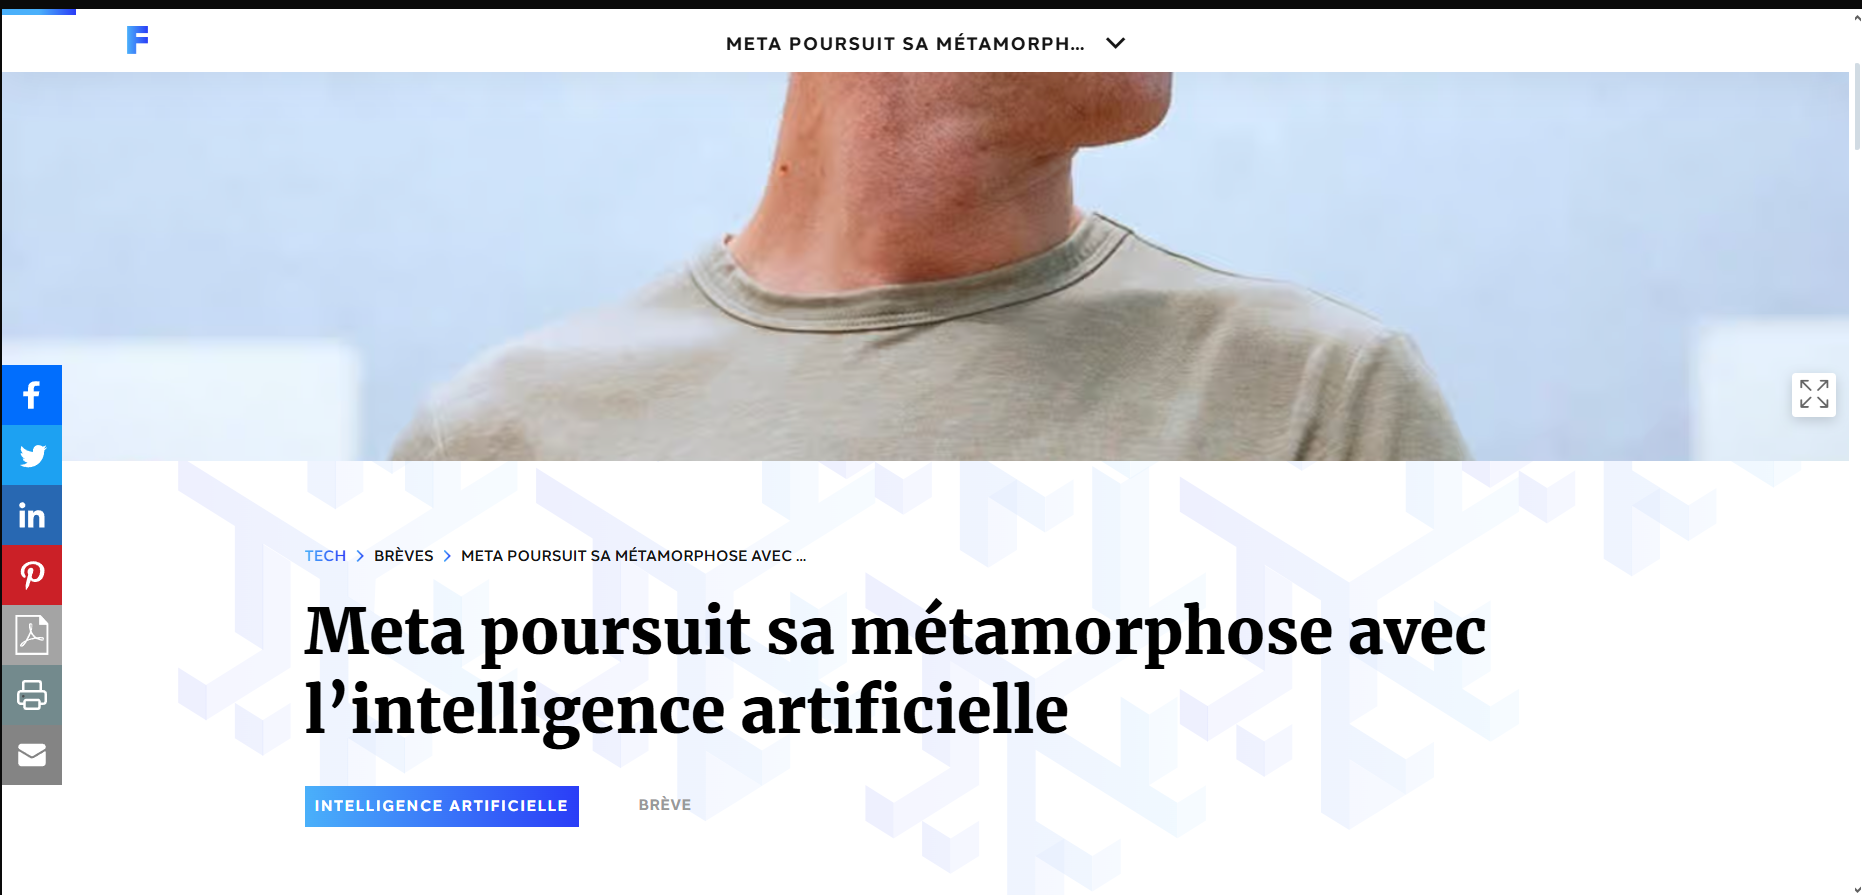 F
META POURSUIT SA MÉTAMORPH...
TECH > BRÈVES > META POURSUIT SA MÉTAMORPHOSE AVEC ...
Meta poursuit sa métamorphose avec
l’intelligence artificielle
INTELLIGENCE ARTIFICIELLE
BRÈVE